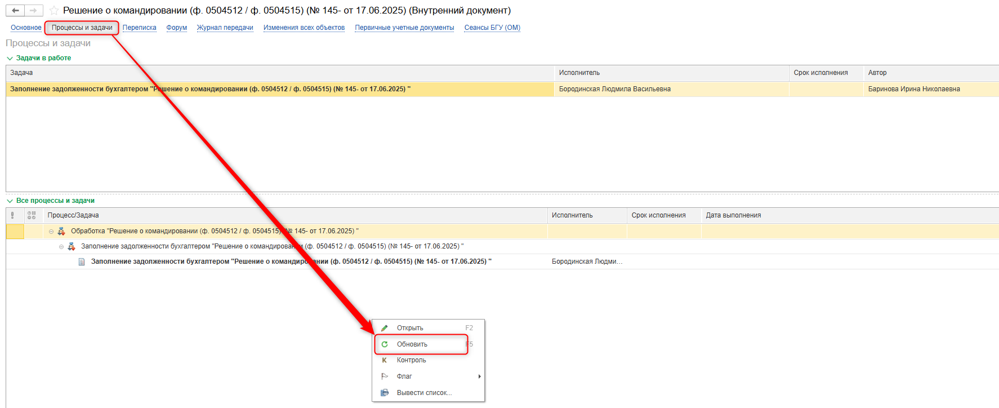 Решение о командировании (ф. 0504512 / ф. 0504515) (№ 145- от 17.06.2025) (Внутренний документ)
Основное Процессы и задачи Переписка Форум Журнал передачи Изменения всех объектов Первичные учетные документы Сеансы БГУ (ОМ)
Процессы и задачи
Задачи в работе
Задача Исполнитель Срок исполнения Автор
Заполнение задолженности бухгалтером "Решение о командировании (ф. 0504512 / ф. 0504515) (№ 145- от 17.06.2025) " Бородинская Людмила Васильевна Баринова Ирина Николаевна
Все процессы и задачи
Процесс/Задача Исполнитель Срок исполнения Дата выполнения
Обработка "Решение о командировании (ф. 0504512 / ф. 0504515) (№ 145- от 17.06.2025) "
Заполнение задолженности бухгалтером "Решение о командировании (ф. 0504512 / ф. 0504515) (№ 145- от 17.06.2025) "
Заполнение задолженности бухгалтером "Решение о командировании (ф. 0504512 / ф. 0504515) (№ 145- от 17.06.2025) " Бородинская Людми...
Открыть F2
Обновить F5
К Контроль
Флаг
Вывести список...